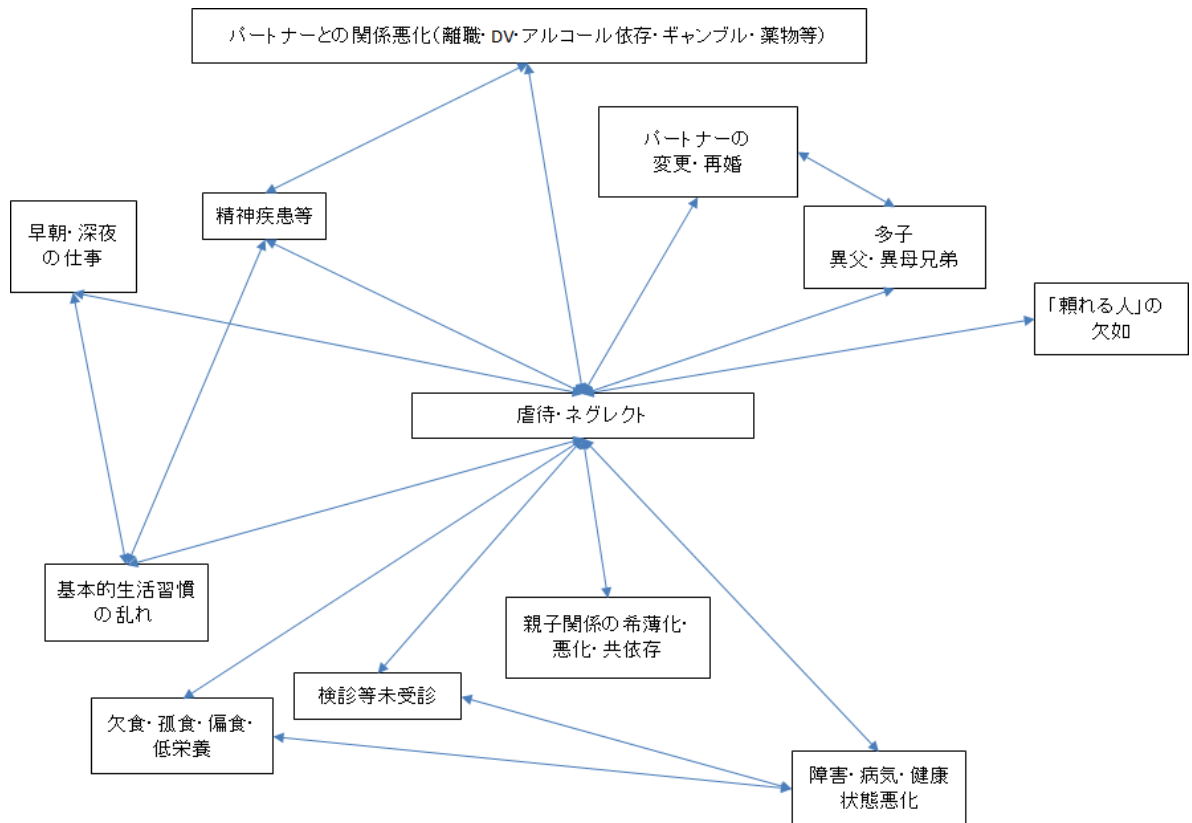 パートナーとの関係悪化(離職・DV・アルコール依存・ギャンブル・薬物等)
パートナーの
変更・再婚
精神疾患等
早朝・深夜
の仕事
多子
異父・異母兄弟
「頼れる人」の
欠如
虐待・ネグレクト
基本的生活習慣
の乱れ
親子関係の希薄化・
悪化・共依存
検診等未受診
欠食・孤食・偏食・
低栄養
障害・病気・健康
状態悪化